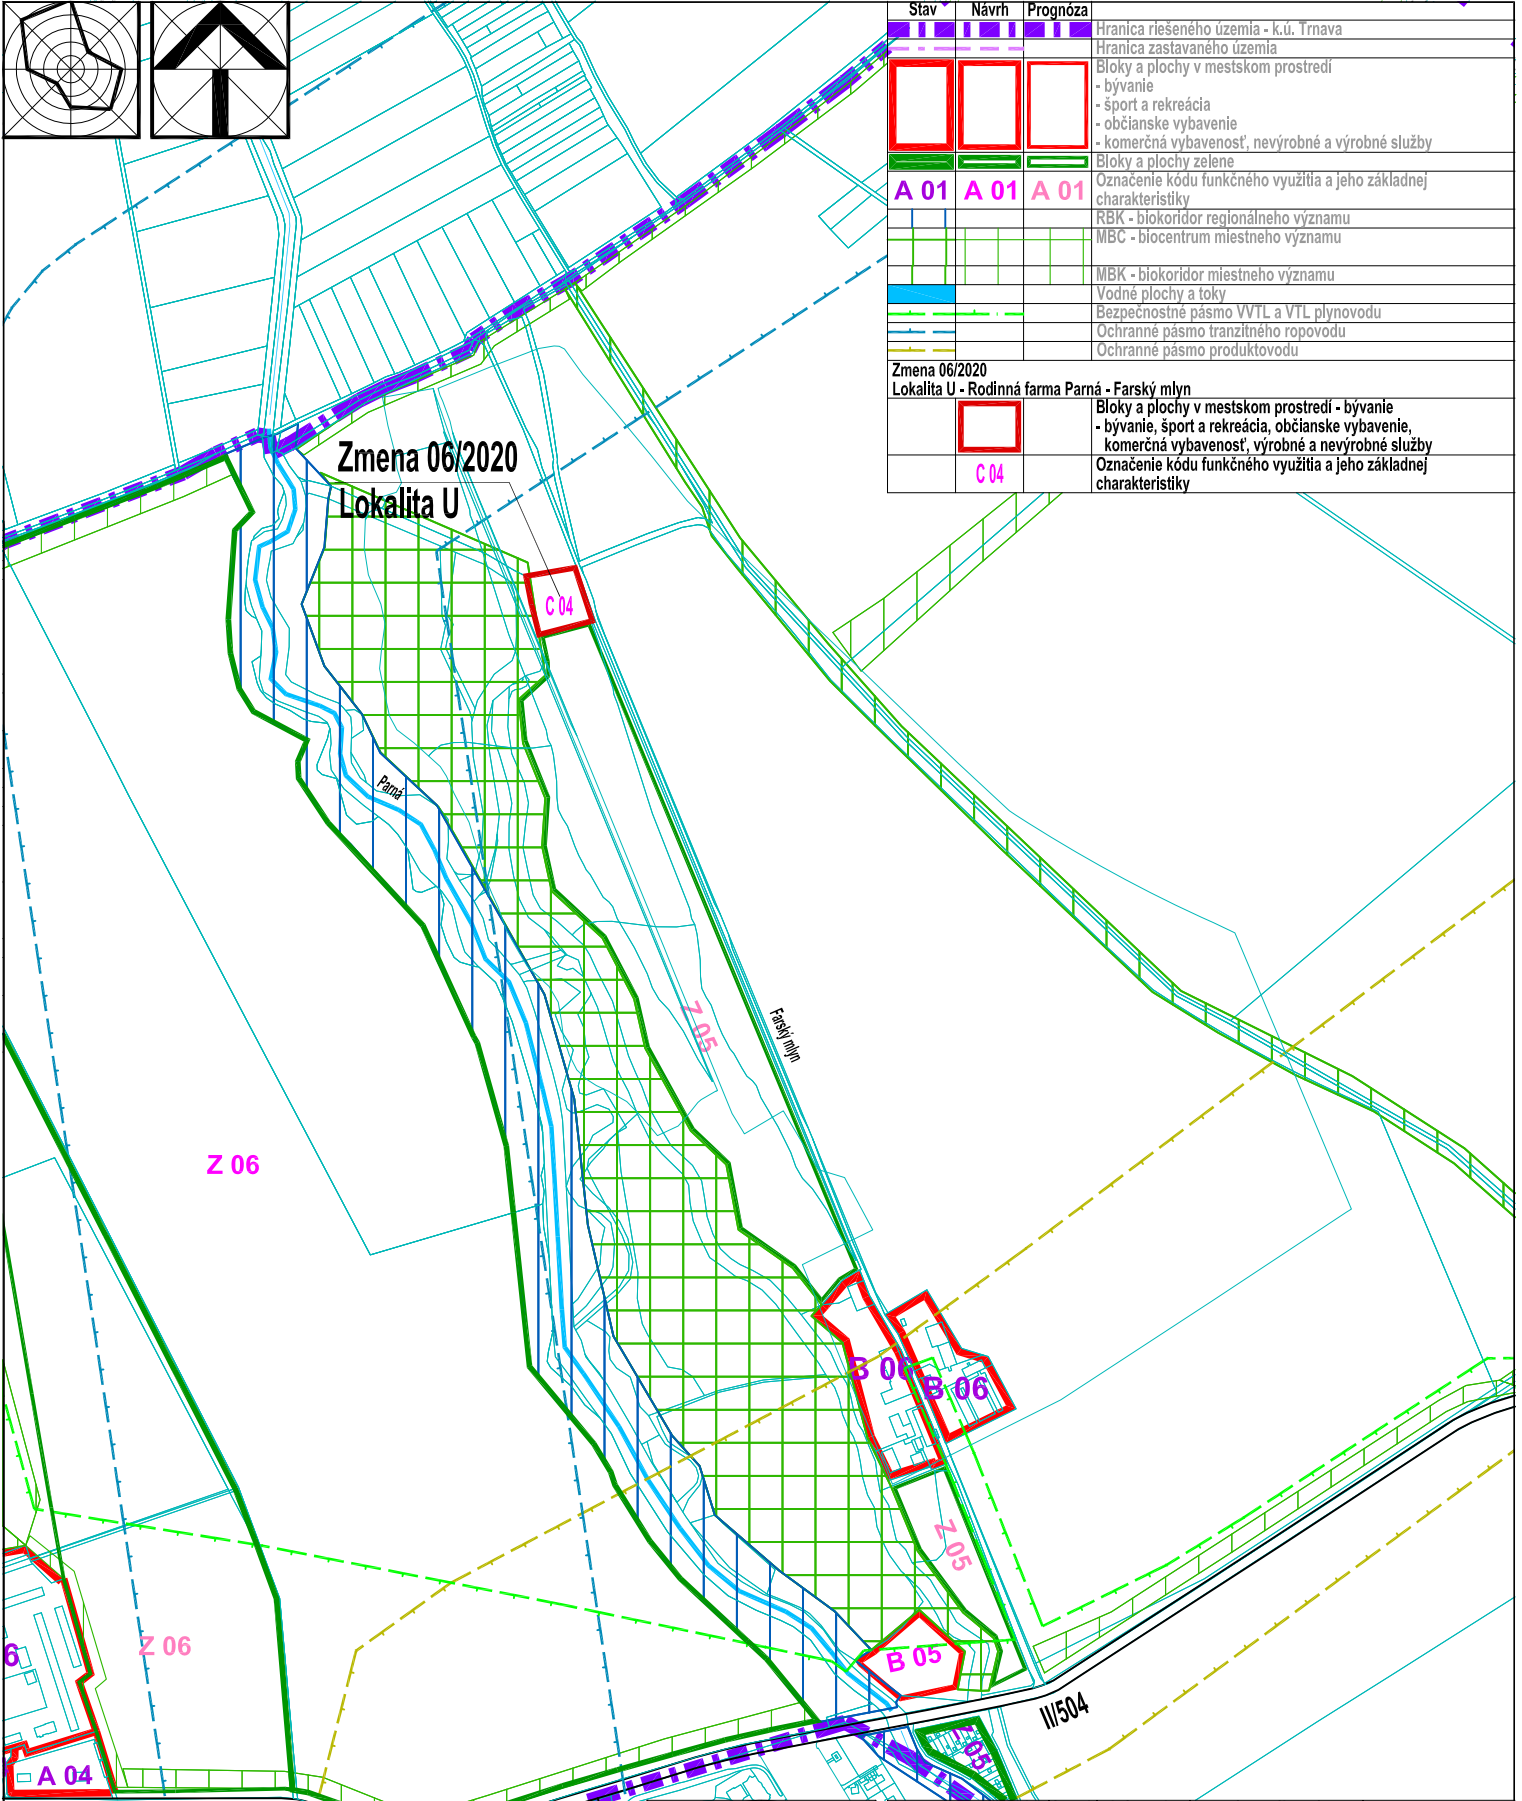 Stav Návrh Prognóza
Hranica riešeného územia - k.ú. Trnava
Hranica zastavaného územia
Bloky a plochy v mestskom prostredí
- bývanie
- šport a rekreácia
- občianske vybavenie
- komerčná vybavenosť, nevýrobné a výrobné služby
Bloky a plochy zelene
A 01 A 01 A 01
Označenie kódu funkčného využitia a jeho základnej
charakteristiky
RBK - biokoridor regionálneho významu
MBC - biocentrum miestneho významu
MBK - biokoridor miestneho významu
Vodné plochy a toky
Bezpečnostné pásmo VVTL a VTL plynovodu
Ochranné pásmo tranzitného ropovodu
Ochranné pásmo produktovodu
Zmena 06/2020
Lokalita U - Rodinná farma Parná - Farský mlyn
Bloky a plochy v mestskom prostredí - bývanie
- bývanie, šport a rekreácia, občianske vybavenie,
komerčná vybavenosť, výrobné a nevýrobné služby
C 04
Označenie kódu funkčného využitia a jeho základnej
charakteristiky
Zmena 06/2020
Lokalita U
C 04
Parná
Z 05
Farský mlyn
Z 06
B 06
B 06
Z 05
Z 06
6
B 05
II/504
Z 05
A 04